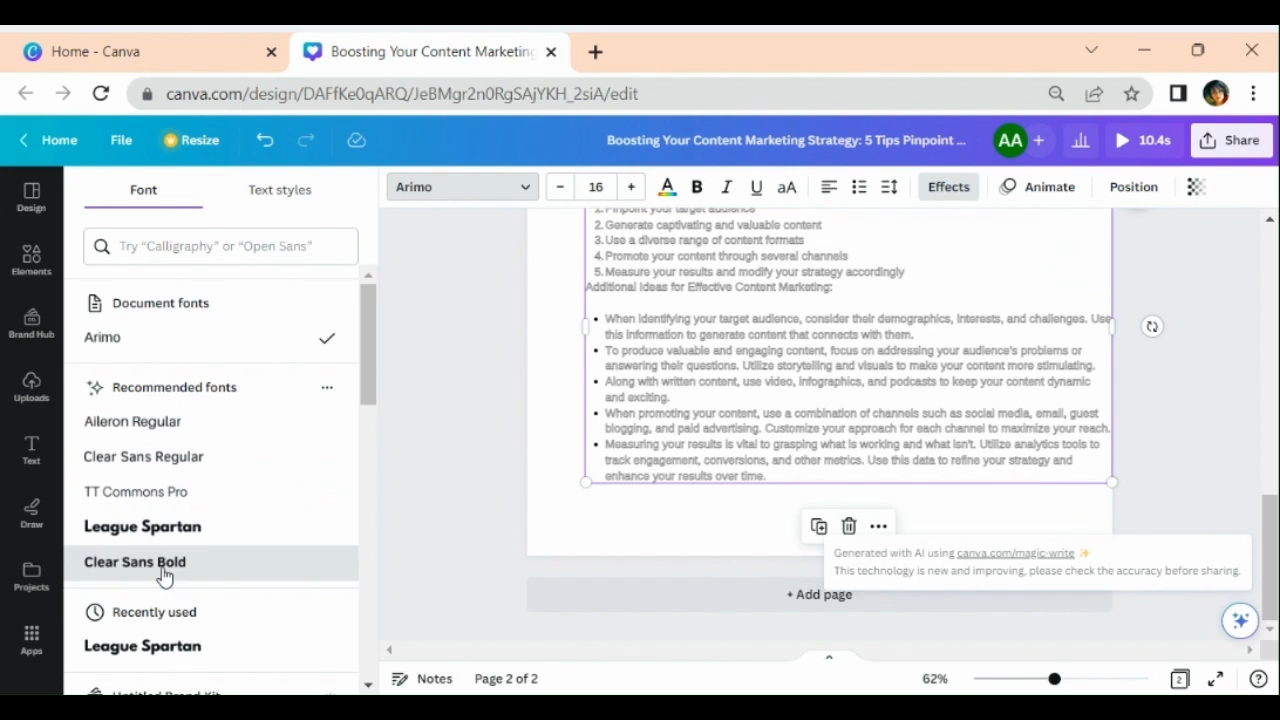 Home - Canva
Boosting Your Content Marketing
canva.com/design/DAFfKe0qARQ/JeBMgr2n0RgSAjYKH_2siA/edit
Home
File
Resize
Boosting Your Content Marketing Strategy: 5 Tips Pinpoint ...
AA
10.4s
Share
Design
Elements
Brand Hub
Uploads
Text
Draw
Projects
Apps
Font
Text styles
Try “Calligraphy” or “Open Sans”
Document fonts
Arimo
Recommended fonts
Aileron Regular
Clear Sans Regular
TT Commons Pro
League Spartan
Clear Sans Bold
Recently used
League Spartan
Untitled Brand Kit
Arimo
16
A
B
I
U
aA
Effects
Animate
Position
1. Pinpoint your target audience
2. Generate captivating and valuable content
3. Use a diverse range of content formats
4. Promote your content through several channels
5. Measure your results and modify your strategy accordingly
Additional Ideas for Effective Content Marketing:
• When identifying your target audience, consider their demographics, interests, and challenges. Use
this information to generate content that connects with them.
• To produce valuable and engaging content, focus on addressing your audience's problems or
answering their questions. Utilize storytelling and visuals to make your content more stimulating.
• Along with written content, use video, infographics, and podcasts to keep your content dynamic
and exciting.
• When promoting your content, use a combination of channels such as social media, email, guest
blogging, and paid advertising. Customize your approach for each channel to maximize your reach.
• Measuring your results is vital to grasping what is working and what isn't. Utilize analytics tools to
track engagement, conversions, and other metrics. Use this data to refine your strategy and
enhance your results over time.
Generated with AI using canva.com/magic-write ✨
This technology is new and improving, please check the accuracy before sharing.
+ Add page
Notes
Page 2 of 2
62%
2